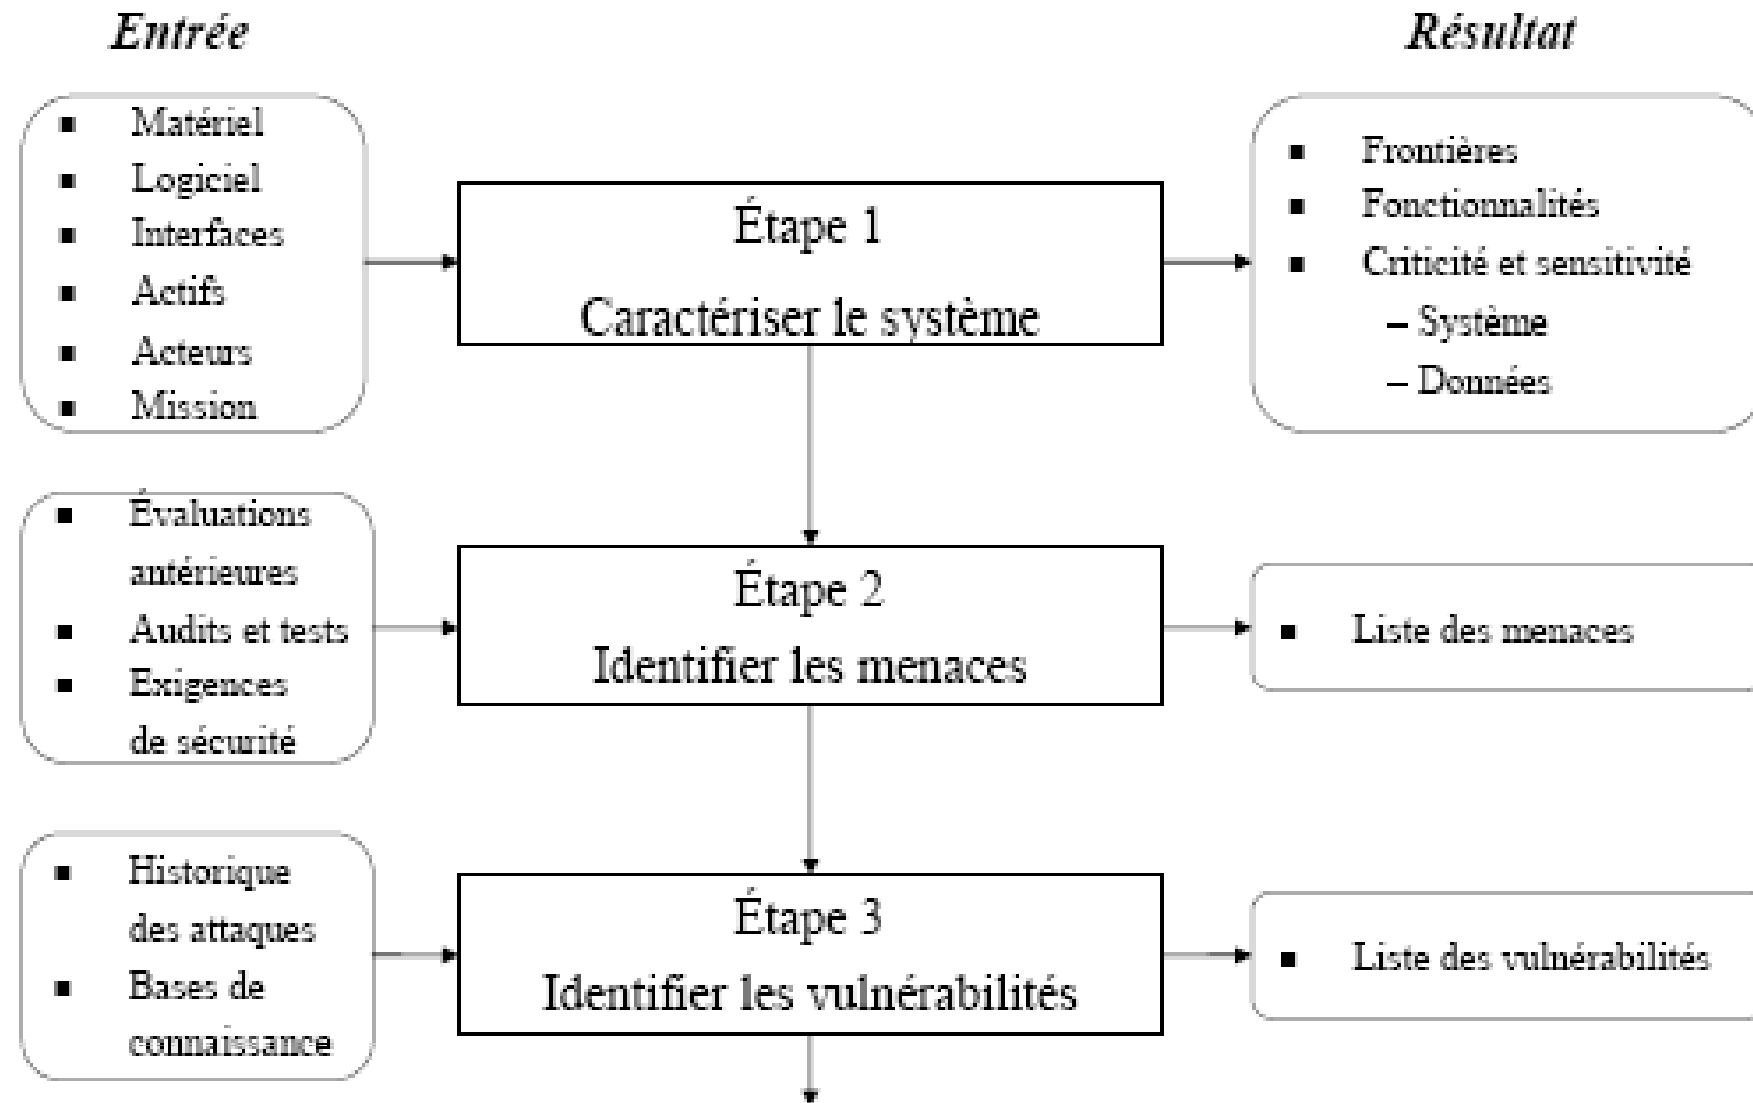 Entrée
Résultat
▪ Matériel
▪ Logiciel
▪ Interfaces
▪ Actifs
▪ Acteurs
▪ Mission
Étape 1
Caractériser le système
▪ Frontières
▪ Fonctionnalités
▪ Criticité et sensitivité
– Système
– Données
▪ Évaluations
antérieures
▪ Audits et tests
▪ Exigences
de sécurité
Étape 2
Identifier les menaces
▪ Liste des menaces
▪ Historique
des attaques
▪ Bases de
connaissance
Étape 3
Identifier les vulnérabilités
▪ Liste des vulnérabilités